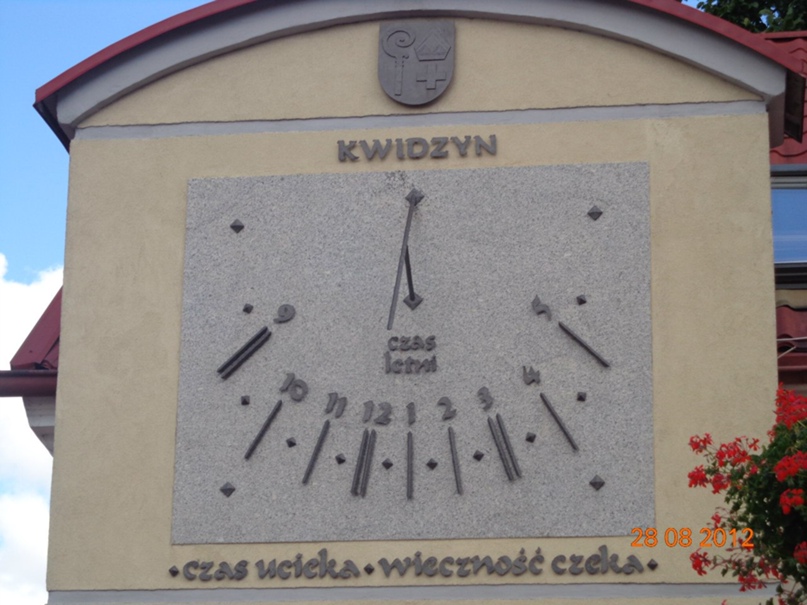 KWIDZYN
9 5
czas
letni
10 11 12 1 2 3 4
28 08 2012
czas ucieka • wieczność czeka